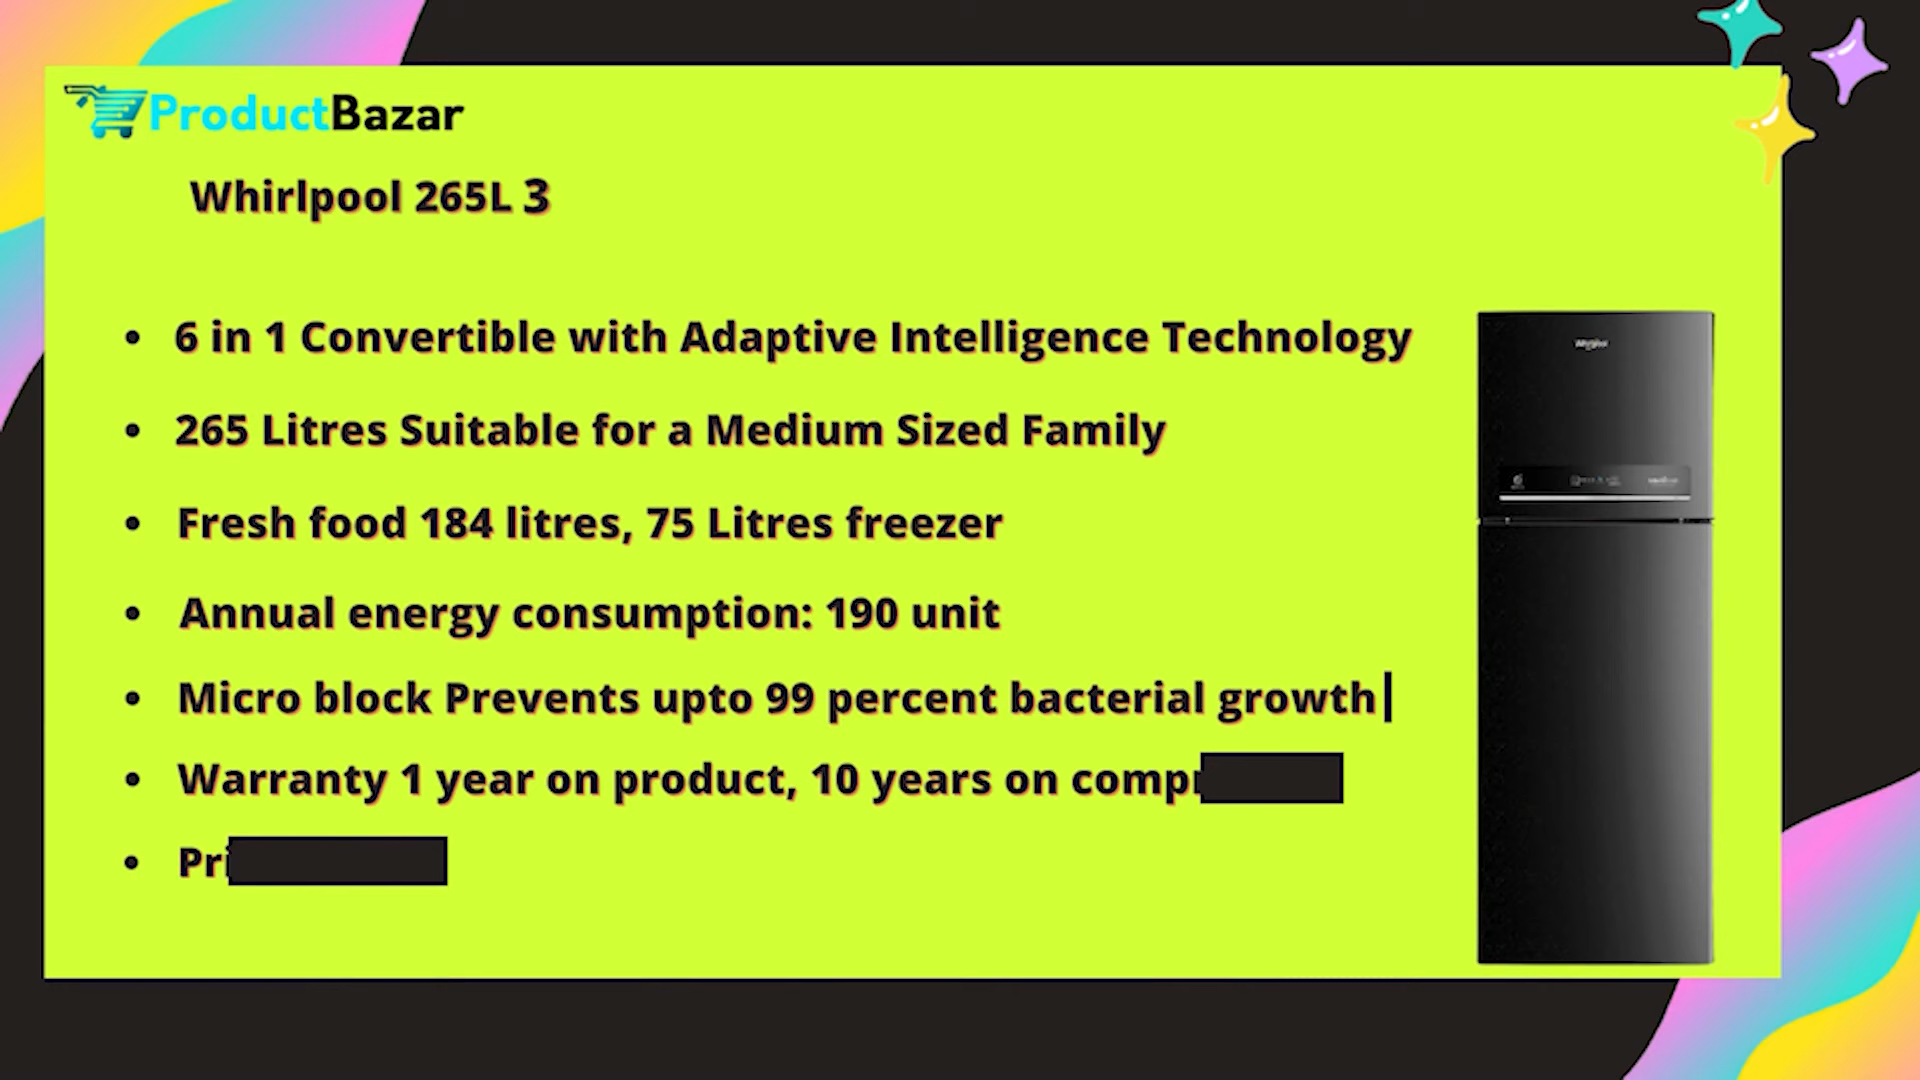 ProductBazar
Whirlpool 265L 3
6 in 1 Convertible with Adaptive Intelligence Technology
Whirlpool
265 Litres Suitable for a Medium Sized Family
Fresh food 184 litres, 75 Litres freezer
Annual energy consumption: 190 unit
Micro block Prevents upto 99 percent bacterial growth
Warranty 1 year on product, 10 years on